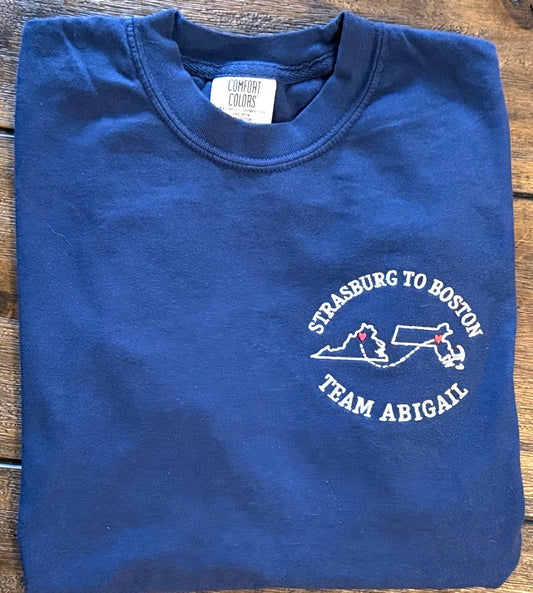 COMFORT
COLORS
STRASBURG TO BOSTON
TEAM ABIGAIL